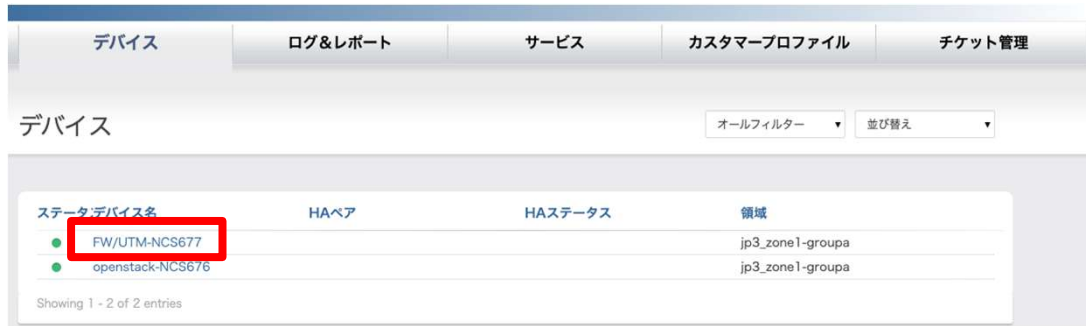 デバイス ログ&レポート サービス カスタマープロファイル チケット管理
デバイス オールフィルター 並び替え
ステータ デバイス名 HAペア HAステータス 領域
FW/UTM-NCS677 jp3_zone1-groupa
openstack-NCS676 jp3_zone1-groupa
Showing 1 - 2 of 2 entries